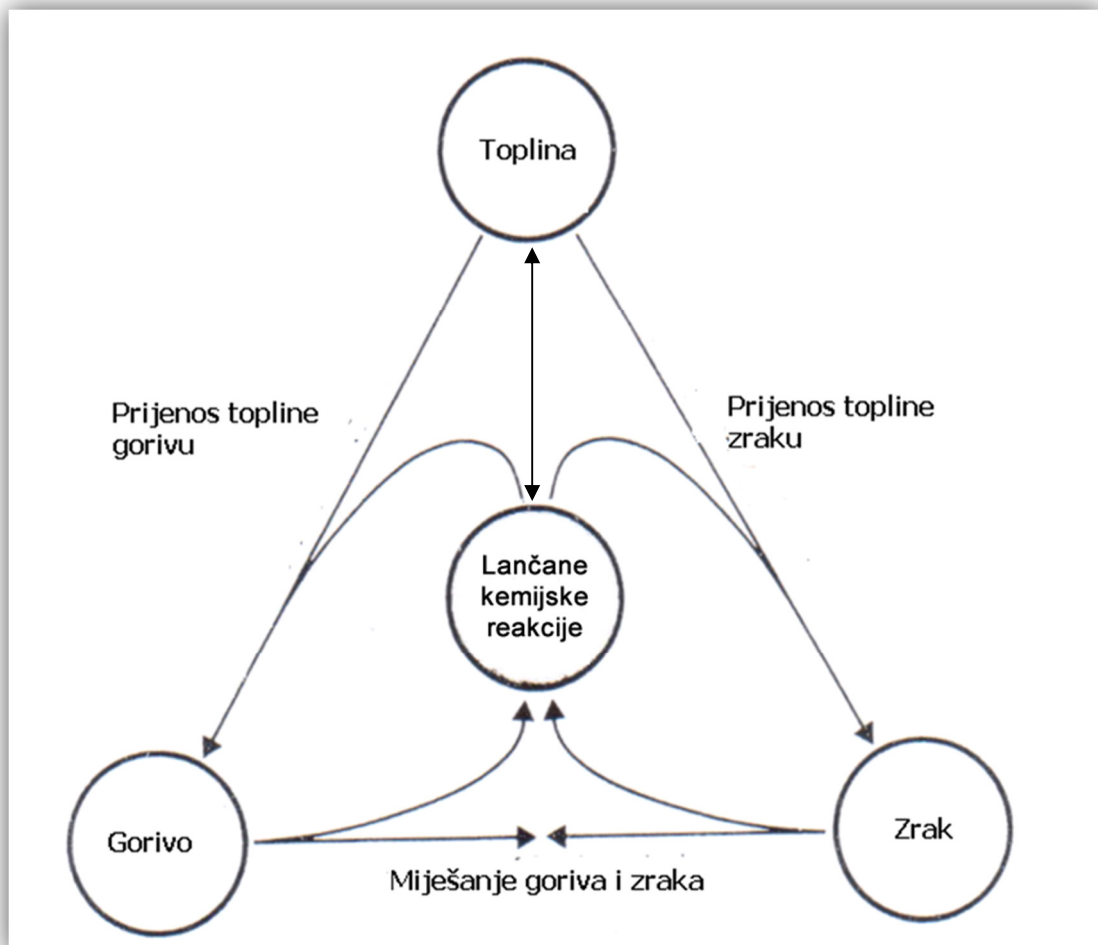 Toplina
Prijenos topline
gorivu
Prijenos topline
zraku
Lančane
kemijske
reakcije
Gorivo
Zrak
Miješanje goriva i zraka